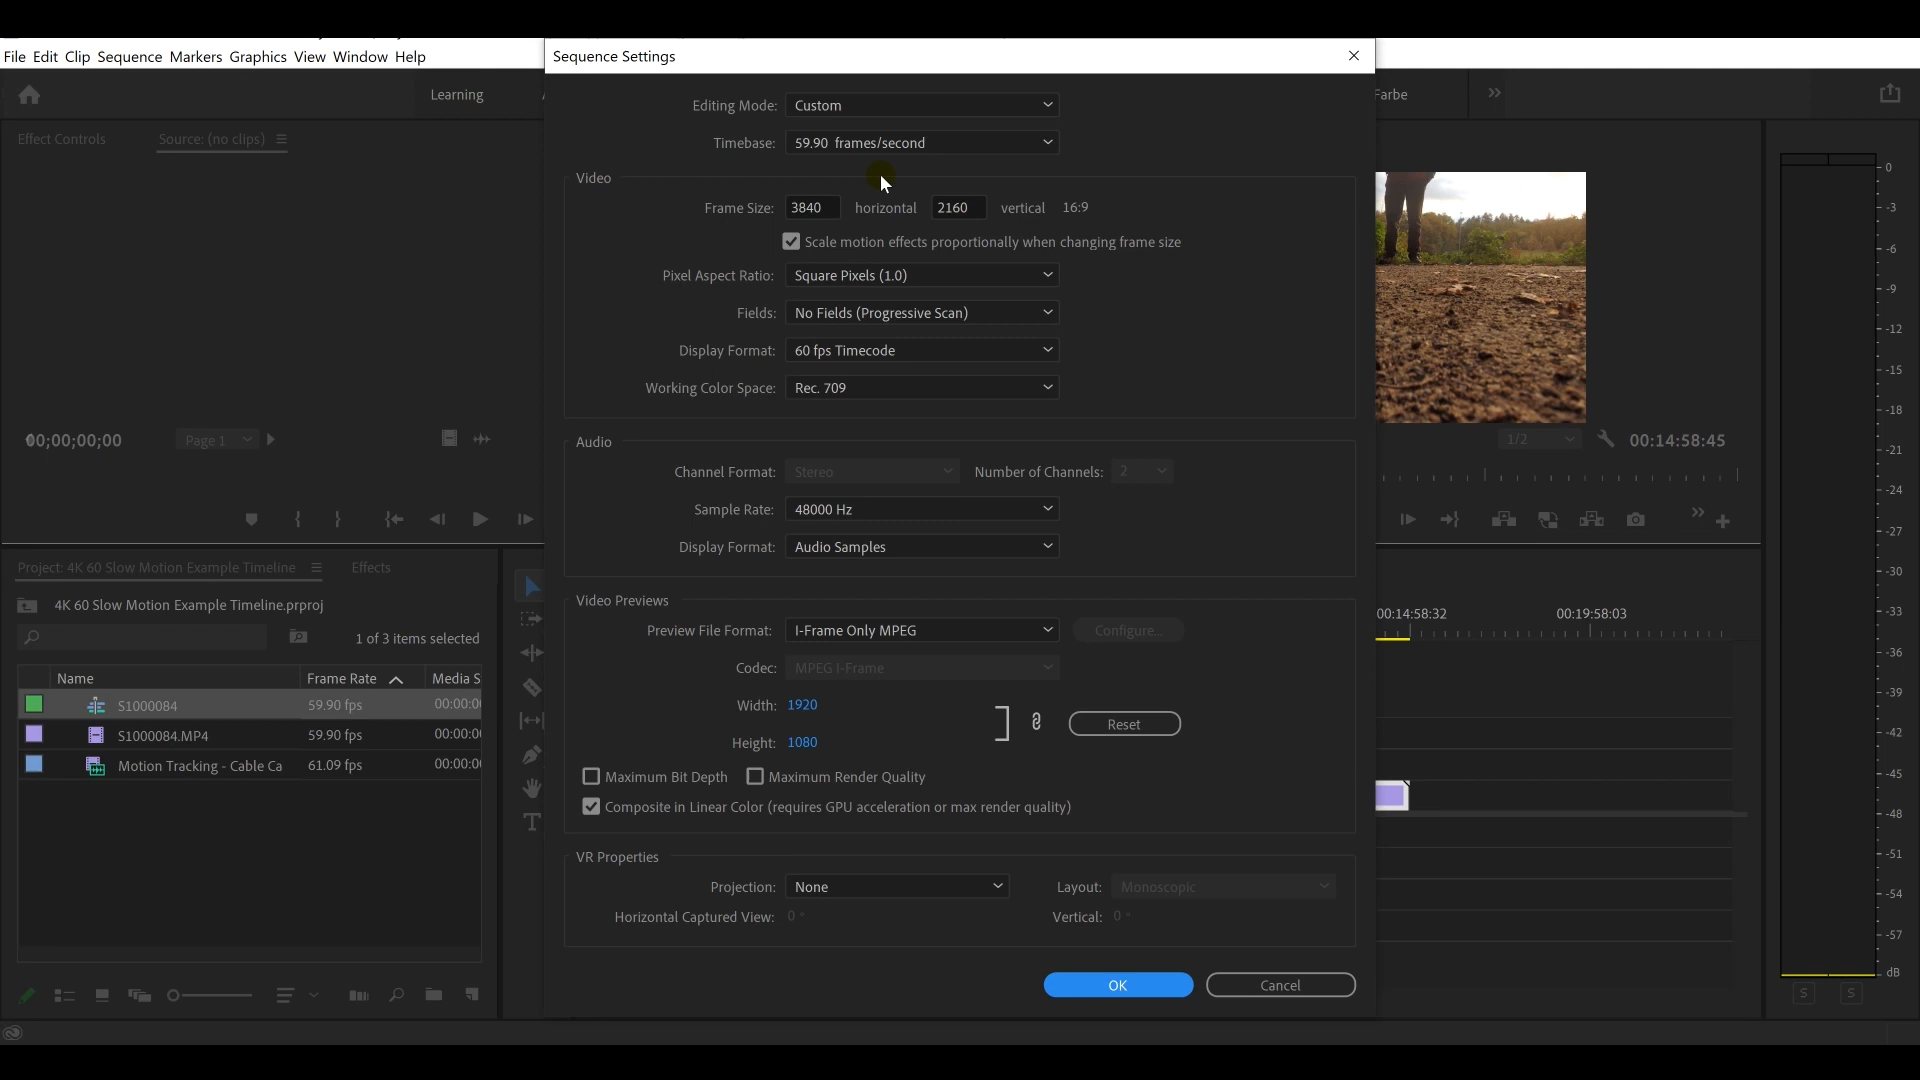 File Edit Clip Sequence Markers Graphics View Window Help
Sequence Settings
Learning
Farbe
Effect Controls
Source: (no clips)
Editing Mode: Custom
Timebase: 59.90 frames/second
Video
Frame Size: 3840 horizontal 2160 vertical 16:9
Scale motion effects proportionally when changing frame size
Pixel Aspect Ratio: Square Pixels (1.0)
Fields: No Fields (Progressive Scan)
Display Format: 60 fps Timecode
Working Color Space: Rec. 709
00;00;00;00
Page 1
1/2
00:14:58:45
Audio
Channel Format: Stereo Number of Channels: 2
Sample Rate: 48000 Hz
Display Format: Audio Samples
Video Previews
Preview File Format: I-Frame Only MPEG Configure...
Codec: MPEG I-Frame
Width: 1920
Height: 1080
Reset
Maximum Bit Depth Maximum Render Quality
Composite in Linear Color (requires GPU acceleration or max render quality)
VR Properties
Projection: None Layout: Monoscopic
Horizontal Captured View: 0 ° Vertical: 0 °
OK Cancel
Project: 4K 60 Slow Motion Example Timeline
Effects
4K 60 Slow Motion Example Timeline.prproj
1 of 3 items selected
Name Frame Rate Media S
S1000084 59.90 fps 00:00:0
S1000084.MP4 59.90 fps 00:00:0
Motion Tracking - Cable Ca 61.09 fps 00:00:0
00:14:58:32 00:19:58:03
0
-3
-6
-9
-12
-15
-18
-21
-24
-27
-30
-33
-36
-39
-42
-45
-48
-51
-54
-57
dB
S S